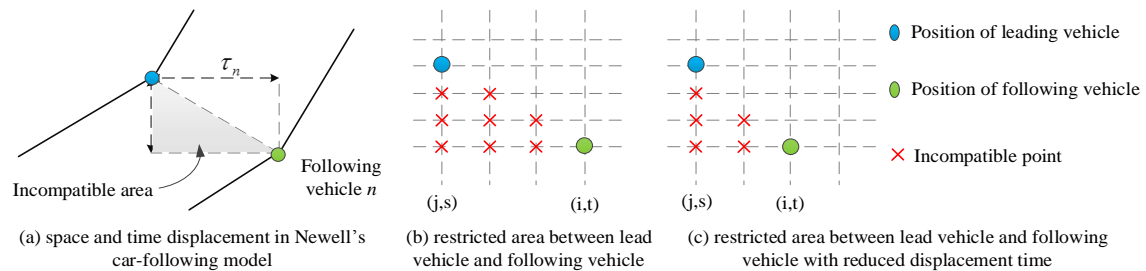 τn
Following
vehicle n
Incompatible area
(a) space and time displacement in Newell's
car-following model
(j,s)
(i,t)
(b) restricted area between lead
vehicle and following vehicle
(j,s)
(i,t)
(c) restricted area between lead vehicle and following
vehicle with reduced displacement time
Position of leading vehicle
Position of following vehicle
Incompatible point